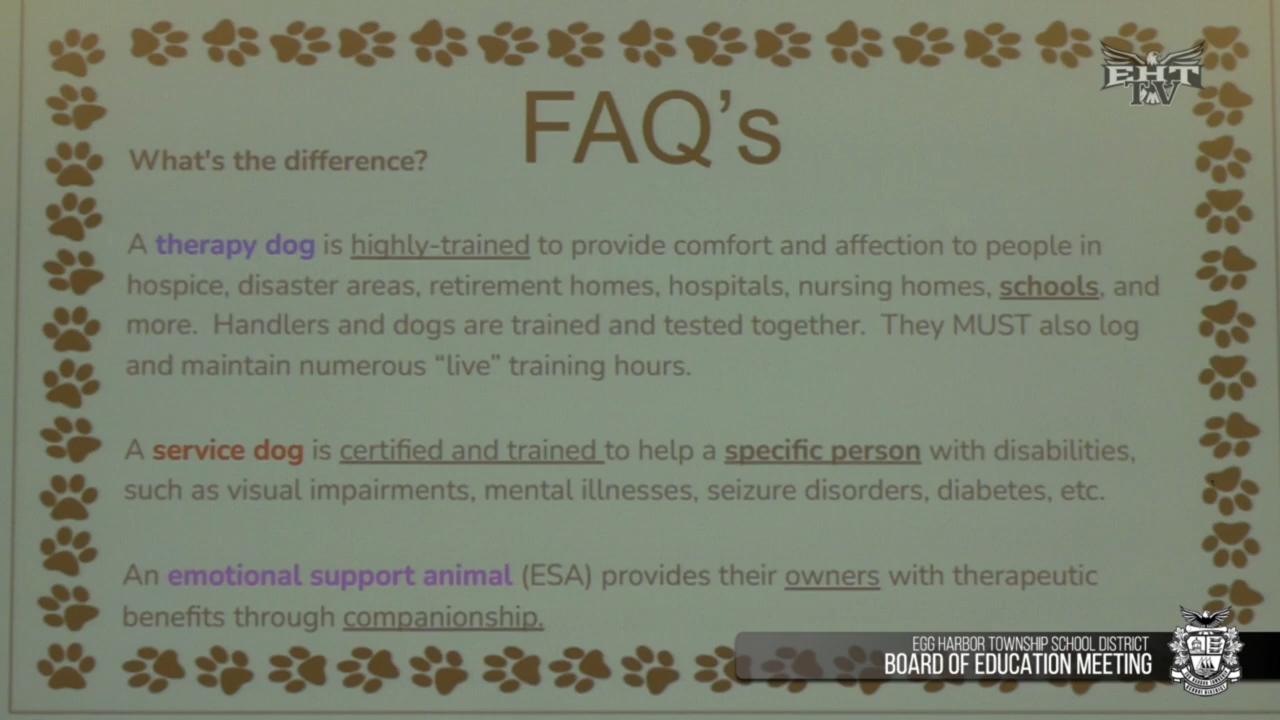 EHT
TV
FAQ's
What's the difference?
A therapy dog is highly-trained to provide comfort and affection to people in
hospice, disaster areas, retirement homes, hospitals, nursing homes, schools, and
more. Handlers and dogs are trained and tested together. They MUST also log
and maintain numerous “live” training hours.
A service dog is certified and trained to help a specific person with disabilities,
such as visual impairments, mental illnesses, seizure disorders, diabetes, etc.
An emotional support animal (ESA) provides their owners with therapeutic
benefits through companionship.
EGG HARBOR TOWNSHIP SCHOOL DISTRICT
BOARD OF EDUCATION MEETING